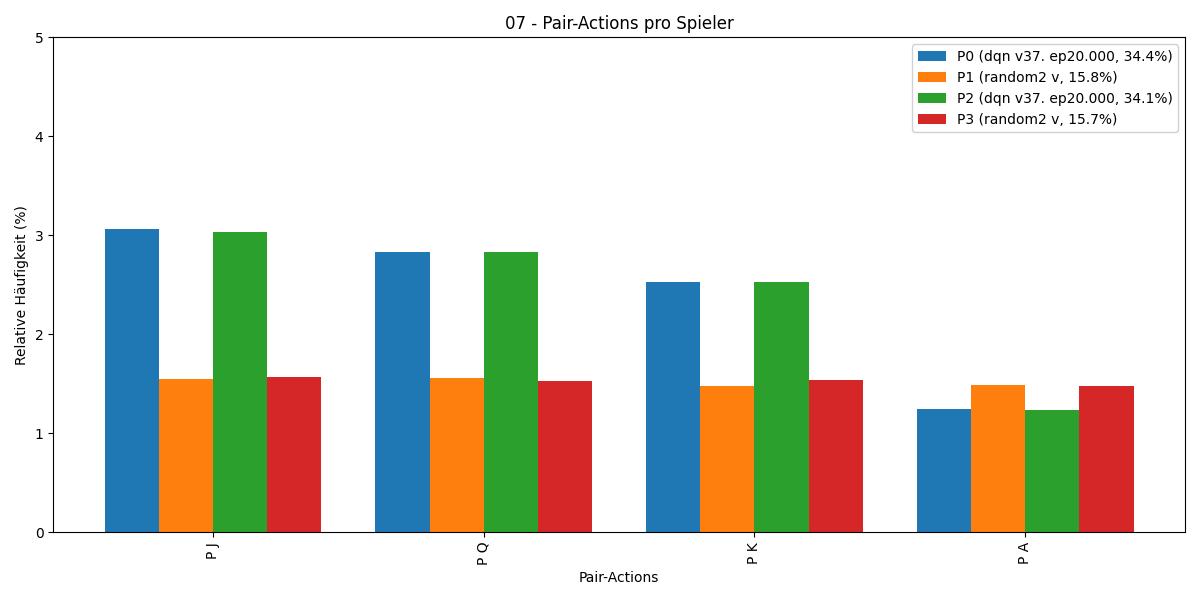 07 - Pair-Actions pro Spieler
5
4
3
2
1
0
Relative Häufigkeit (%)
P0 (dqn v37. ep20.000, 34.4%)
P1 (random2 v, 15.8%)
P2 (dqn v37. ep20.000, 34.1%)
P3 (random2 v, 15.7%)
P J
P Q
P K
P A
Pair-Actions